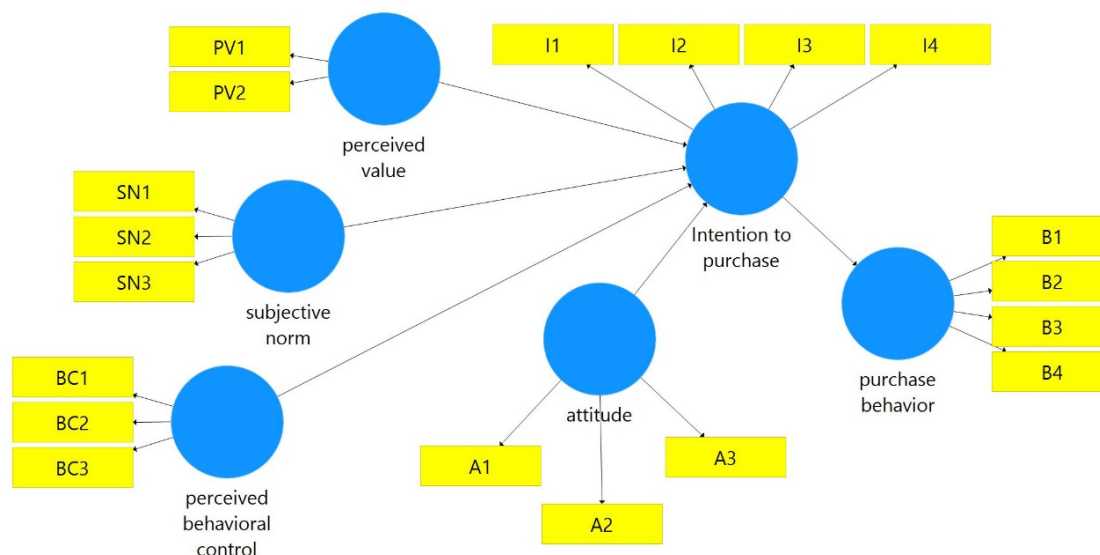 PV1
PV2
perceived
value
I1
I2
I3
I4
Intention to
purchase
SN1
SN2
SN3
subjective
norm
B1
B2
B3
B4
purchase
behavior
BC1
BC2
BC3
perceived
behavioral
control
attitude
A1
A2
A3